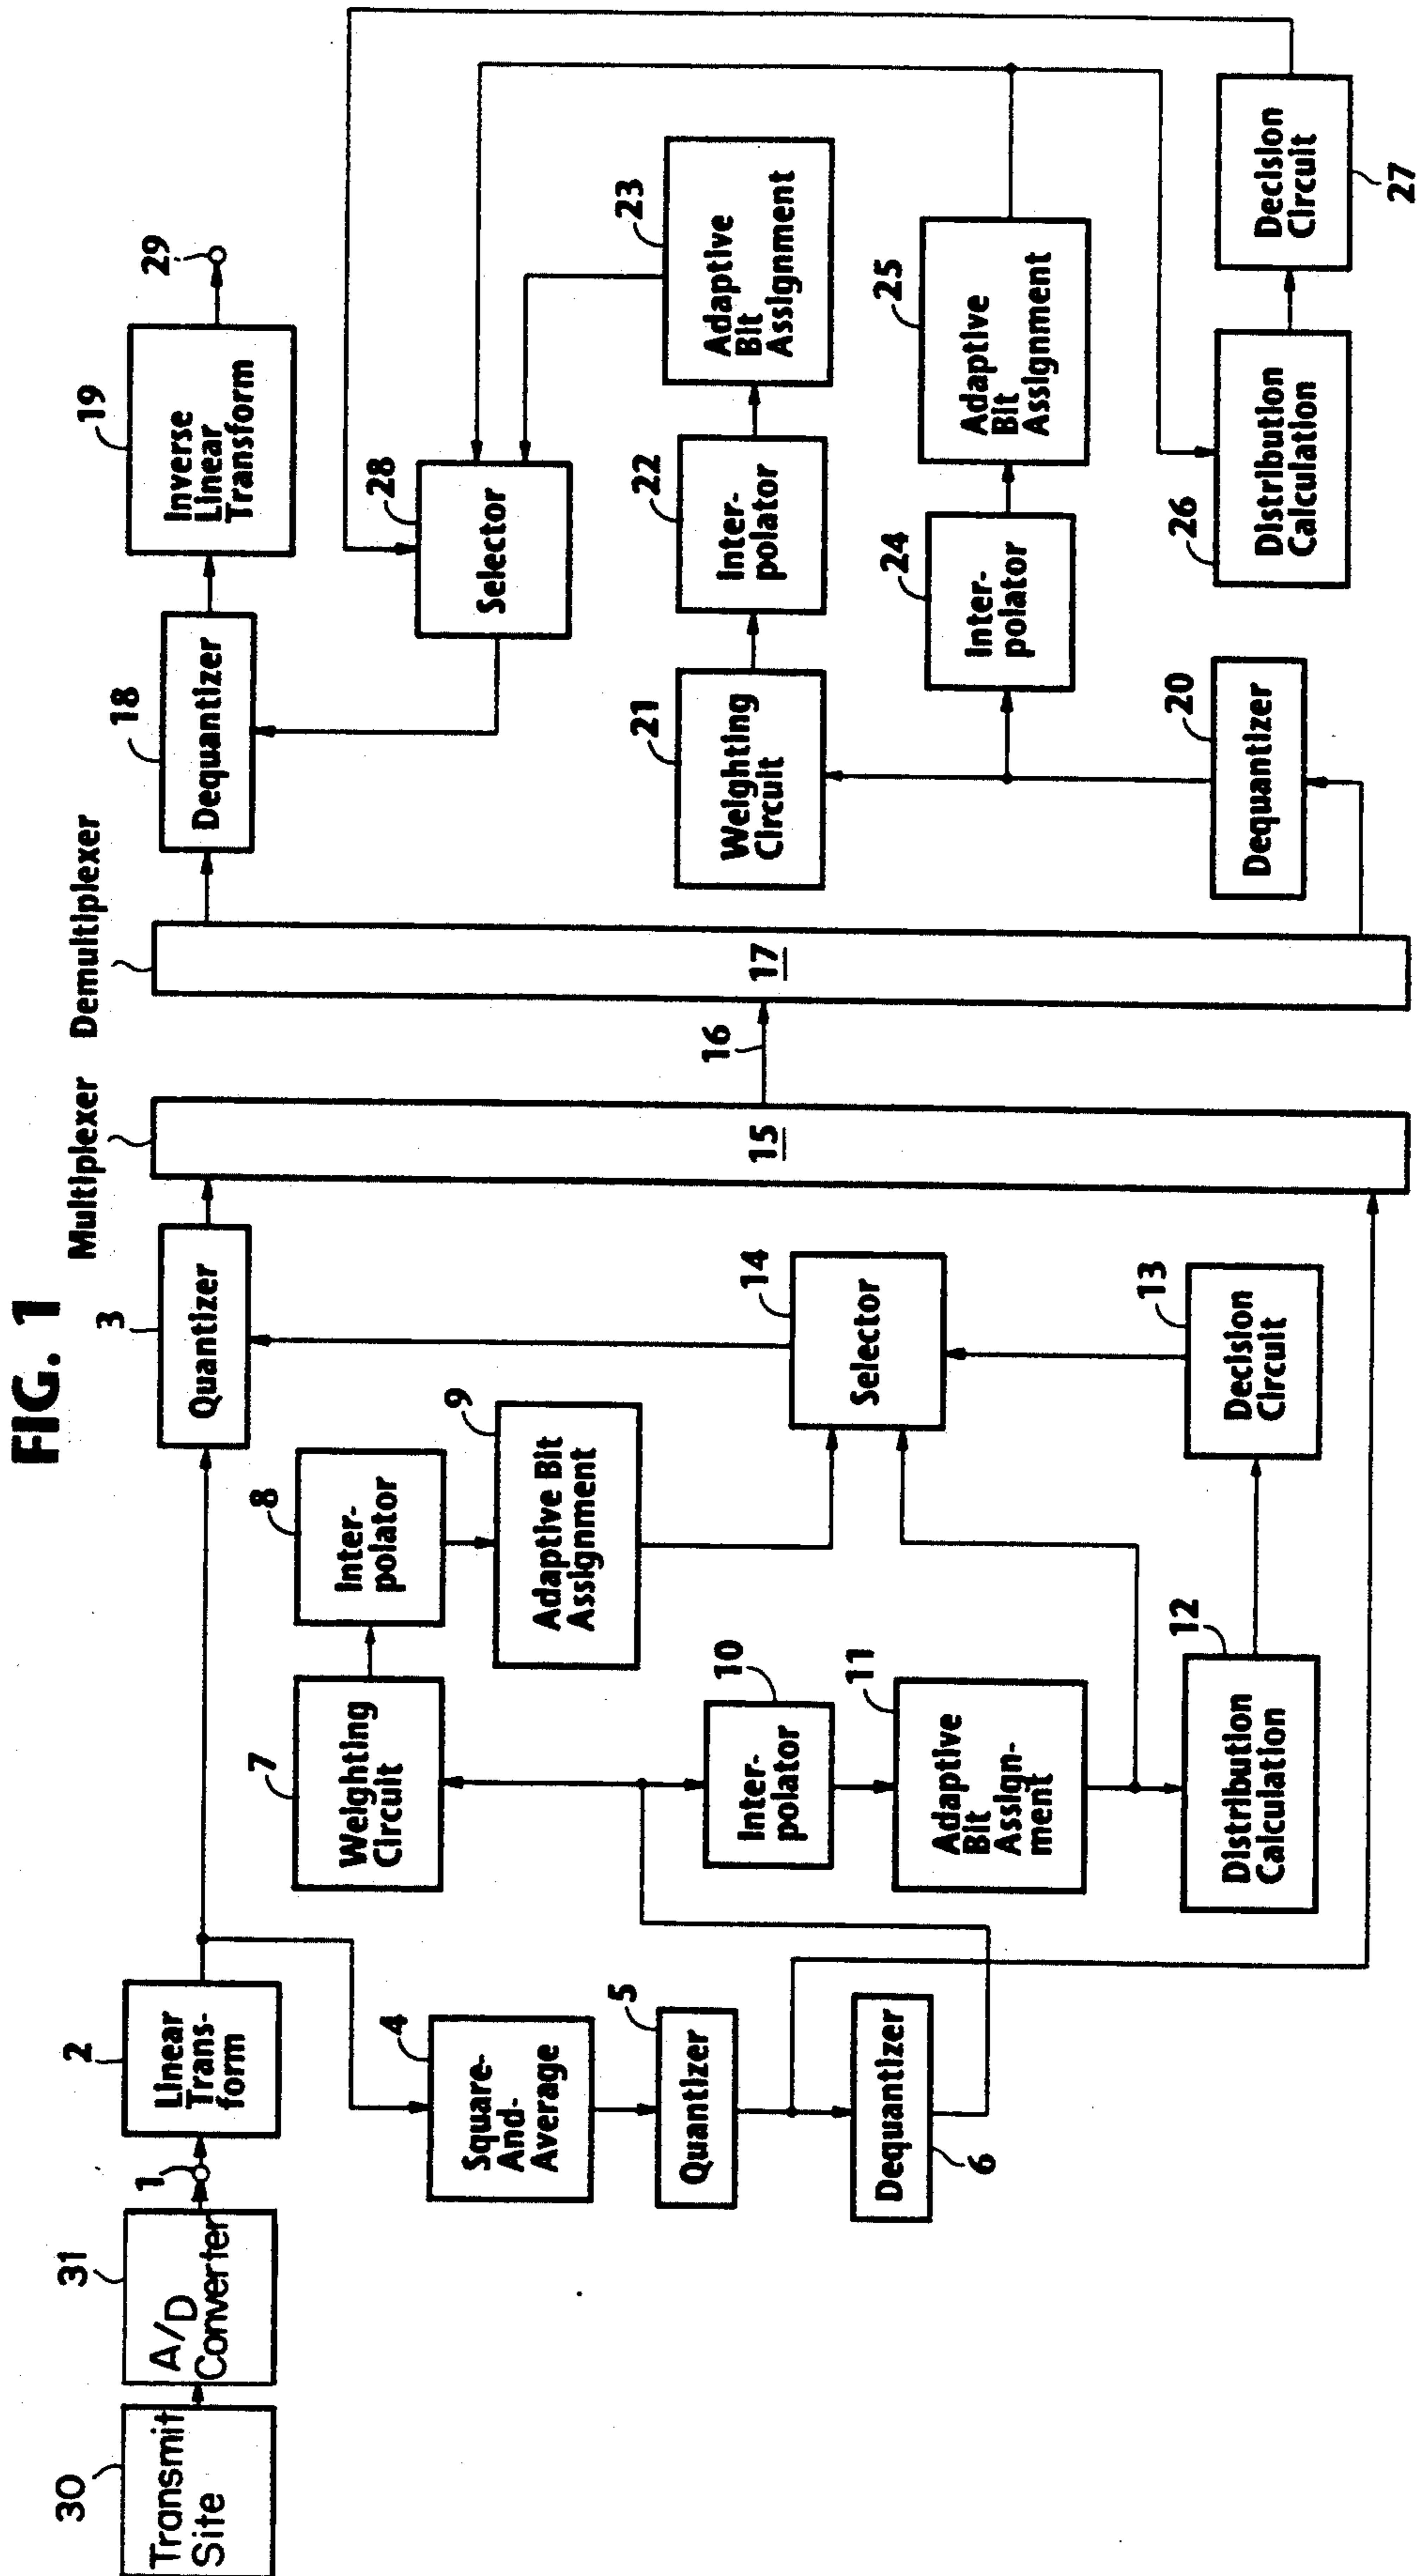 FIG. 1
30
Transmit
Site
31
A/D
Converter
1
2
Linear
Trans-
form
3
Quantizer
4
Square-
And-
Average
5
Quantizer
6
Dequantizer
7
Weighting
Circuit
8
Inter-
polator
9
Adaptive Bit
Assignment
10
Inter-
polator
11
Adaptive
Bit
Assign-
ment
12
Distribution
Calculation
13
Decision
Circuit
14
Selector
Multiplexer
15
16
Demultiplexer
17
18
Dequantizer
19
Inverse
Linear
Transform
29
28
Selector
20
Dequantizer
21
Weighting
Circuit
22
Inter-
polator
23
Adaptive
Bit
Assignment
24
Inter-
polator
25
Adaptive
Bit
Assignment
26
Distribution
Calculation
27
Decision
Circuit